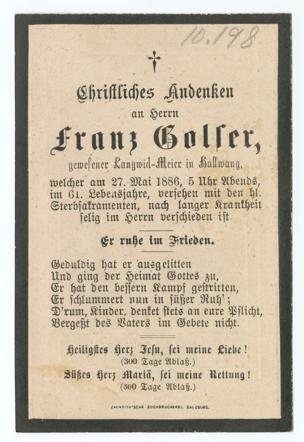 10.198
Christliches Andenken
an Herrn
Franz Golser,
gewesener Langwid-Meier in Hallwang,
welcher am 27. Mai 1886, 5 Uhr Abends,
im 61. Lebensjahre, versehen mit den hl.
Sterbsakramenten, nach langer Krankheit
selig im Herrn verschieden ist
Er ruhe im Frieden.
Geduldig hat er ausgelitten
Und ging der Heimat Gottes zu,
Er hat den bessern Kampf gestritten,
Er schlummert nun in süßer Ruh';
D'rum, Kinder, denket stets an eure Pflicht,
Vergeßt des Vaters im Gebete nicht.
Heiligstes Herz Jesu, sei meine Liebe!
(300 Tage Ablaß.)
Süßes Herz Mariä, sei meine Rettung!
(300 Tage Ablaß.)
ZAUNRITH'SCHE BUCHDRUCKEREI, SALZBURG.